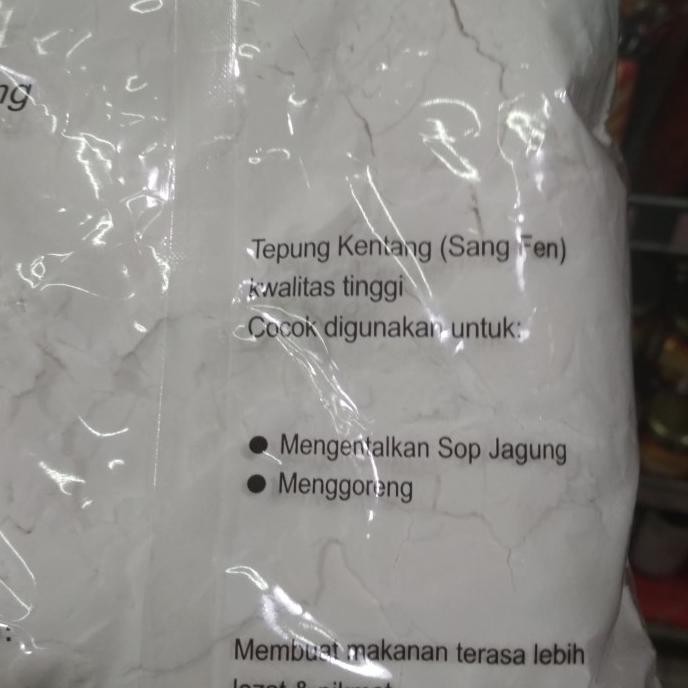 Tepung Kentang (Sang Fen)
kwalitas tinggi
Cocok digunakan untuk:
● Mengentalkan Sop Jagung
● Menggoreng
Membuat makanan terasa lebih